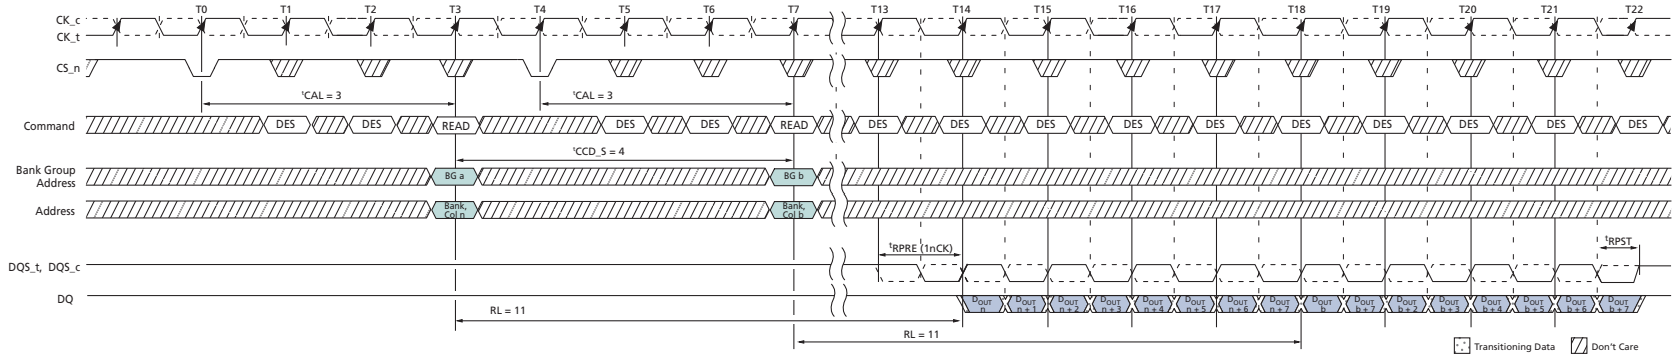 T0 T1 T2 T3 T4 T5 T6 T7 T13 T14 T15 T16 T17 T18 T19 T20 T21 T22
CK_c
CK_t
CS_n
tCAL = 3 tCAL = 3
Command DES DES READ DES DES READ DES DES DES DES DES DES DES DES DES DES
tCCD_S = 4
Bank Group
Address BG a BG b
Address Bank, Col n Bank, Col b
tRPRE (1nCK) tRPST
DQS_t, DQS_c
DQ DOUT n DOUT n + 1 DOUT n + 2 DOUT n + 3 DOUT n + 4 DOUT n + 5 DOUT n + 6 DOUT n + 7 DOUT b DOUT b + 7 DOUT b + 2 DOUT b + 3 DOUT b + 4 DOUT b + 5 DOUT b + 6 DOUT b + 7
RL = 11
RL = 11
Transitioning Data Don't Care